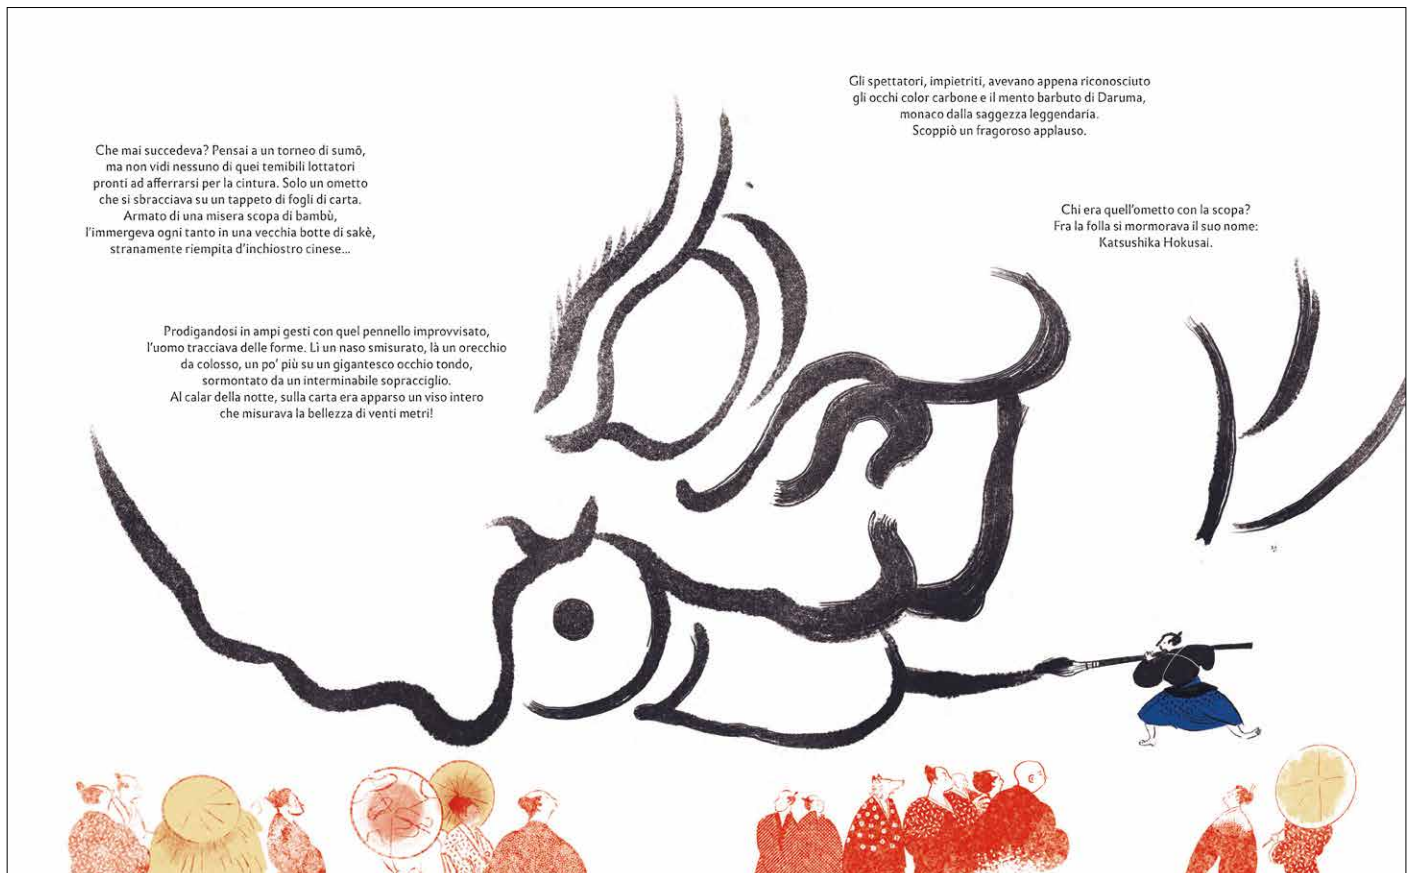 Che mai succedeva? Pensai a un torneo di sumō,
ma non vidi nessuno di quei temibili lottatori
pronti ad afferrarsi per la cintura. Solo un ometto
che si sbracciava su un tappeto di fogli di carta.
Armato di una misera scopa di bambù,
l'immergeva ogni tanto in una vecchia botte di sakè,
stranamente riempita d'inchiostro cinese...
Prodigandosi in ampi gesti con quel pennello improvvisato,
l'uomo tracciava delle forme. Lì un naso smisurato, là un orecchio
da colosso, un po' più su un gigantesco occhio tondo,
sormontato da un interminabile sopracciglio.
Al calar della notte, sulla carta era apparso un viso intero
che misurava la bellezza di venti metri!
Gli spettatori, impietriti, avevano appena riconosciuto
gli occhi color carbone e il mento barbuto di Daruma,
monaco dalla saggezza leggendaria.
Scoppiò un fragoroso applauso.
Chi era quell'ometto con la scopa?
Fra la folla si mormorava il suo nome:
Katsushika Hokusai.